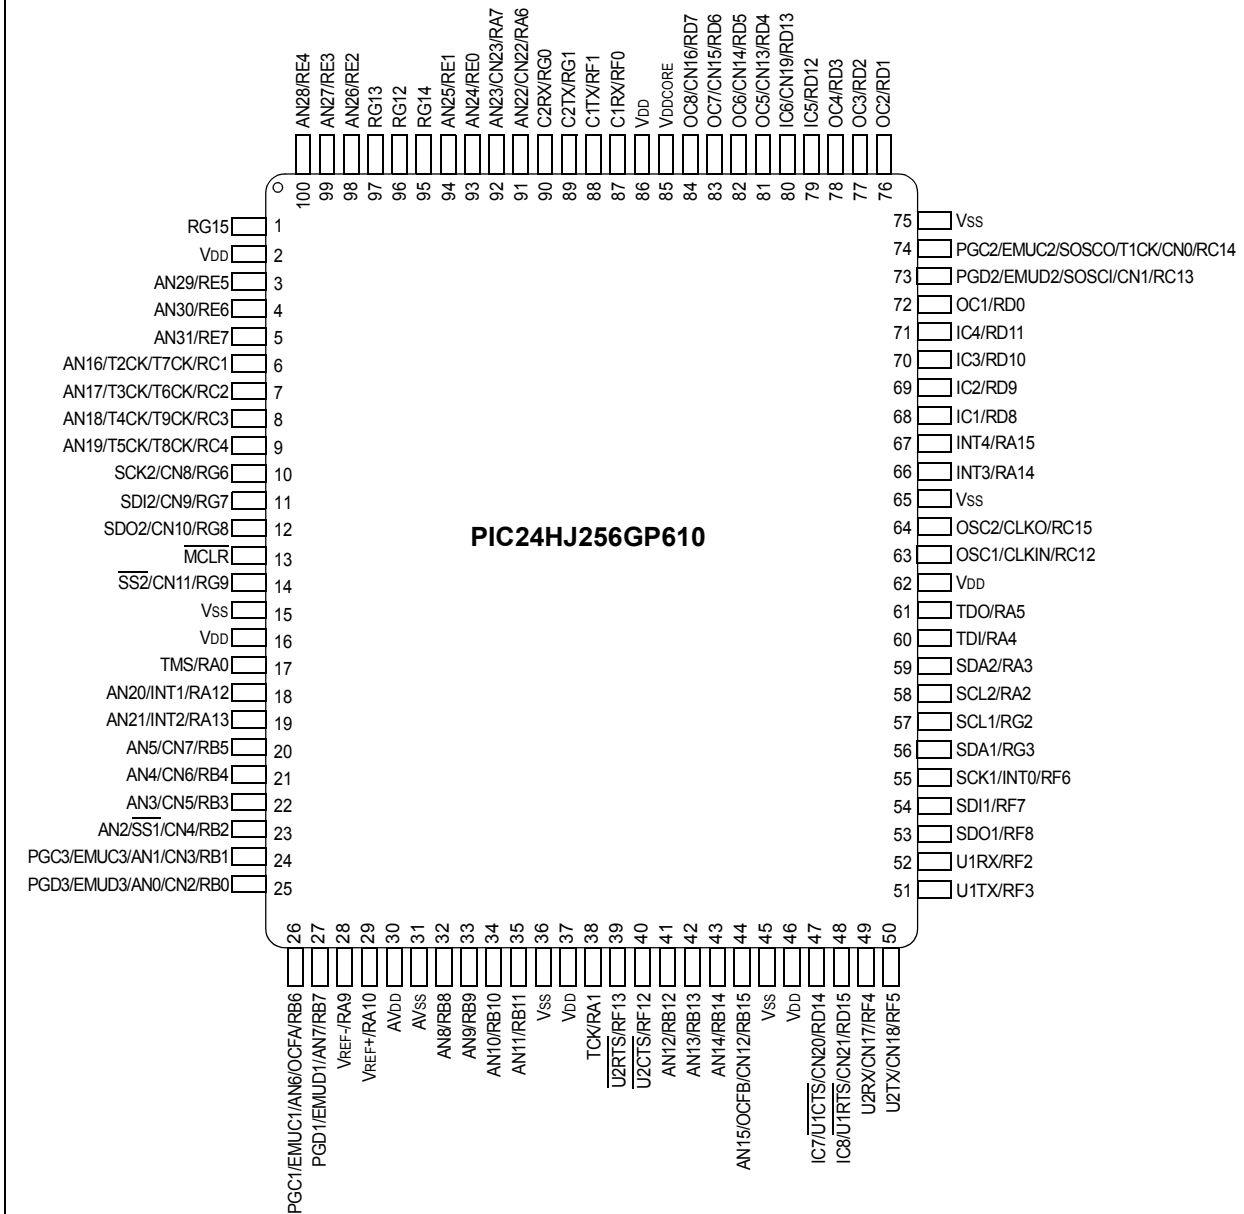 AN28/RE4
AN27/RE3
AN26/RE2
RG13
RG12
RG14
AN25/RE1
AN24/RE0
AN23/CN23/RA7
AN22/CN22/RA6
C2RX/RG0
C2TX/RG1
C1TX/RF1
C1RX/RF0
VDD
VDDCORE
OC8/CN16/RD7
OC7/CN15/RD6
OC6/CN14/RD5
OC5/CN13/RD4
IC6/CN19/RD13
IC5/RD12
OC4/RD3
OC3/RD2
OC2/RD1
100 99 98 97 96 95 94 93 92 91 90 89 88 87 86 85 84 83 82 81 80 79 78 77 76
RG15 1
VDD 2
AN29/RE5 3
AN30/RE6 4
AN31/RE7 5
AN16/T2CK/T7CK/RC1 6
AN17/T3CK/T6CK/RC2 7
AN18/T4CK/T9CK/RC3 8
AN19/T5CK/T8CK/RC4 9
SCK2/CN8/RG6 10
SDI2/CN9/RG7 11
SDO2/CN10/RG8 12
MCLR 13
SS2/CN11/RG9 14
VSS 15
VDD 16
TMS/RA0 17
AN20/INT1/RA12 18
AN21/INT2/RA13 19
AN5/CN7/RB5 20
AN4/CN6/RB4 21
AN3/CN5/RB3 22
AN2/SS1/CN4/RB2 23
PGC3/EMUC3/AN1/CN3/RB1 24
PGD3/EMUD3/AN0/CN2/RB0 25
PIC24HJ256GP610
75 VSS
74 PGC2/EMUC2/SOSCO/T1CK/CN0/RC14
73 PGD2/EMUD2/SOSCI/CN1/RC13
72 OC1/RD0
71 IC4/RD11
70 IC3/RD10
69 IC2/RD9
68 IC1/RD8
67 INT4/RA15
66 INT3/RA14
65 VSS
64 OSC2/CLKO/RC15
63 OSC1/CLKIN/RC12
62 VDD
61 TDO/RA5
60 TDI/RA4
59 SDA2/RA3
58 SCL2/RA2
57 SCL1/RG2
56 SDA1/RG3
55 SCK1/INT0/RF6
54 SDI1/RF7
53 SDO1/RF8
52 U1RX/RF2
51 U1TX/RF3
26 27 28 29 30 31 32 33 34 35 36 37 38 39 40 41 42 43 44 45 46 47 48 49 50
PGC1/EMUC1/AN6/OCFA/RB6
PGD1/EMUD1/AN7/RB7
VREF-/RA9
VREF+/RA10
AVDD
AVSS
AN8/RB8
AN9/RB9
AN10/RB10
AN11/RB11
VSS
VDD
TCK/RA1
U2RTS/RF13
U2CTS/RF12
AN12/RB12
AN13/RB13
AN14/RB14
AN15/OCFB/CN12/RB15
VSS
VDD
IC7/U1CTS/CN20/RD14
IC8/U1RTS/CN21/RD15
U2RX/CN17/RF4
U2TX/CN18/RF5